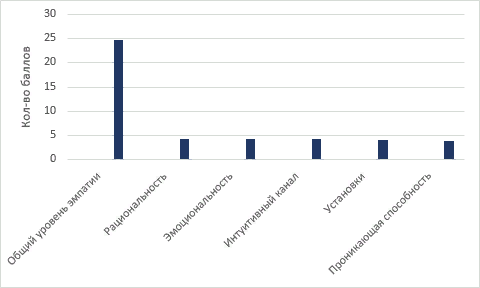 30
25
20
15
10
5
0
Кол-во баллов
Общий уровень эмпатии
Рациональность
Эмоциональность
Интуитивный канал
Установки
Проникающая способность